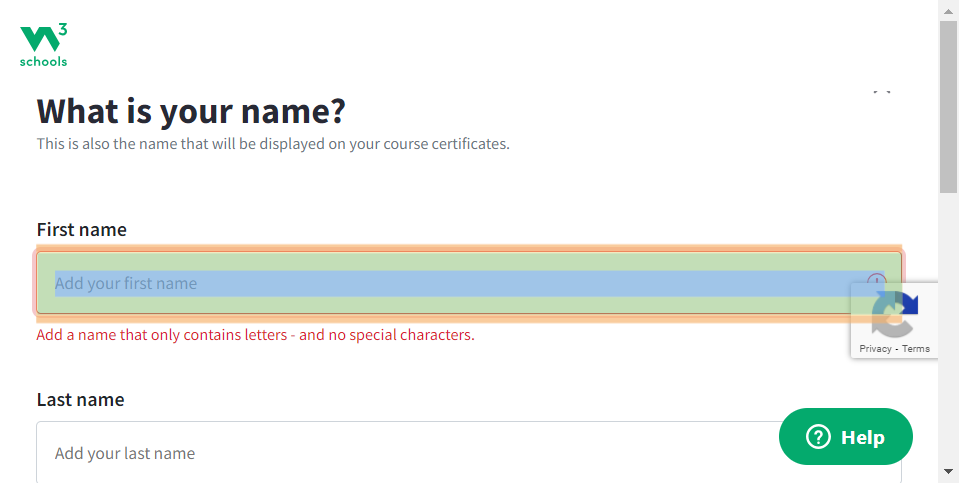 W3
schools
What is your name?
This is also the name that will be displayed on your course certificates.
First name
Add your first name
Add a name that only contains letters - and no special characters.
Privacy - Terms
Last name
Add your last name
Help